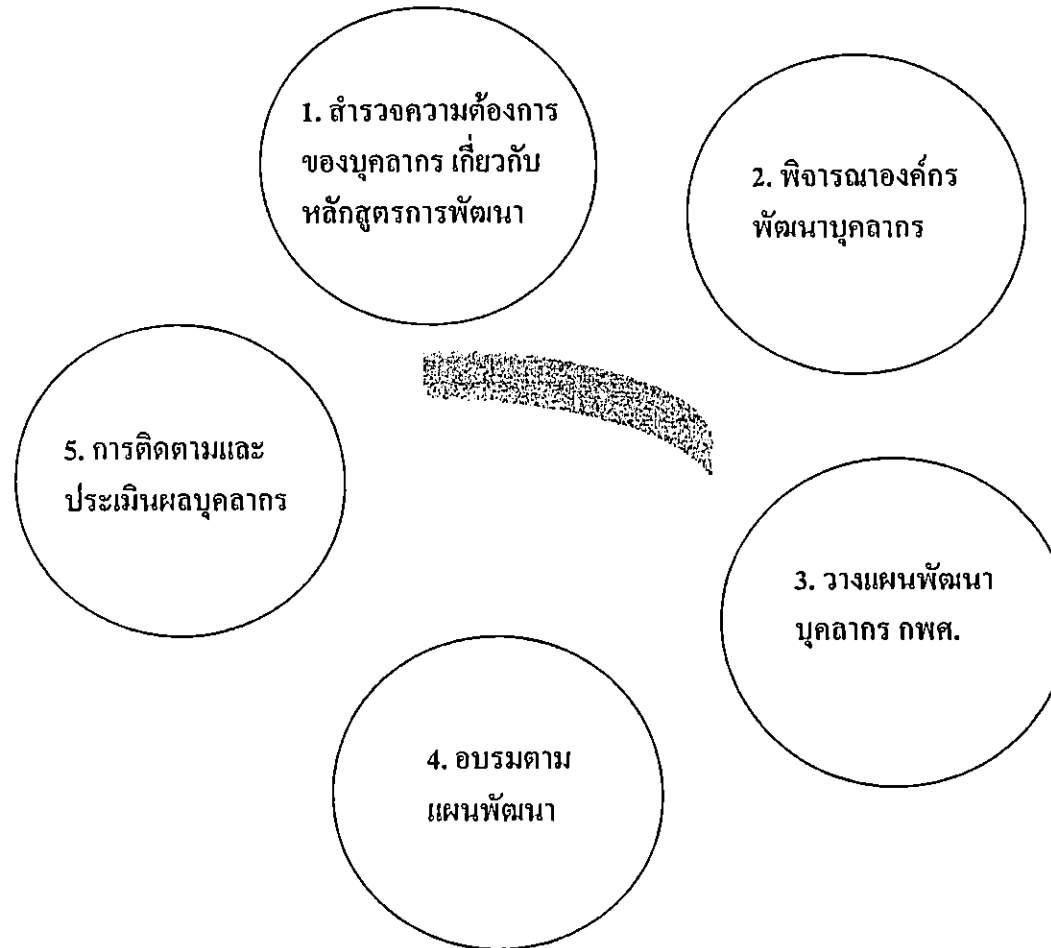 1. สำรวจความต้องการ
ของบุคลากร เกี่ยวกับ
หลักสูตรการพัฒนา
2. พิจารณาองค์กร
พัฒนาบุคลากร
3. วางแผนพัฒนา
บุคลากร กพศ.
4. อบรมตาม
แผนพัฒนา
5. การติดตามและ
ประเมินผลบุคลากร